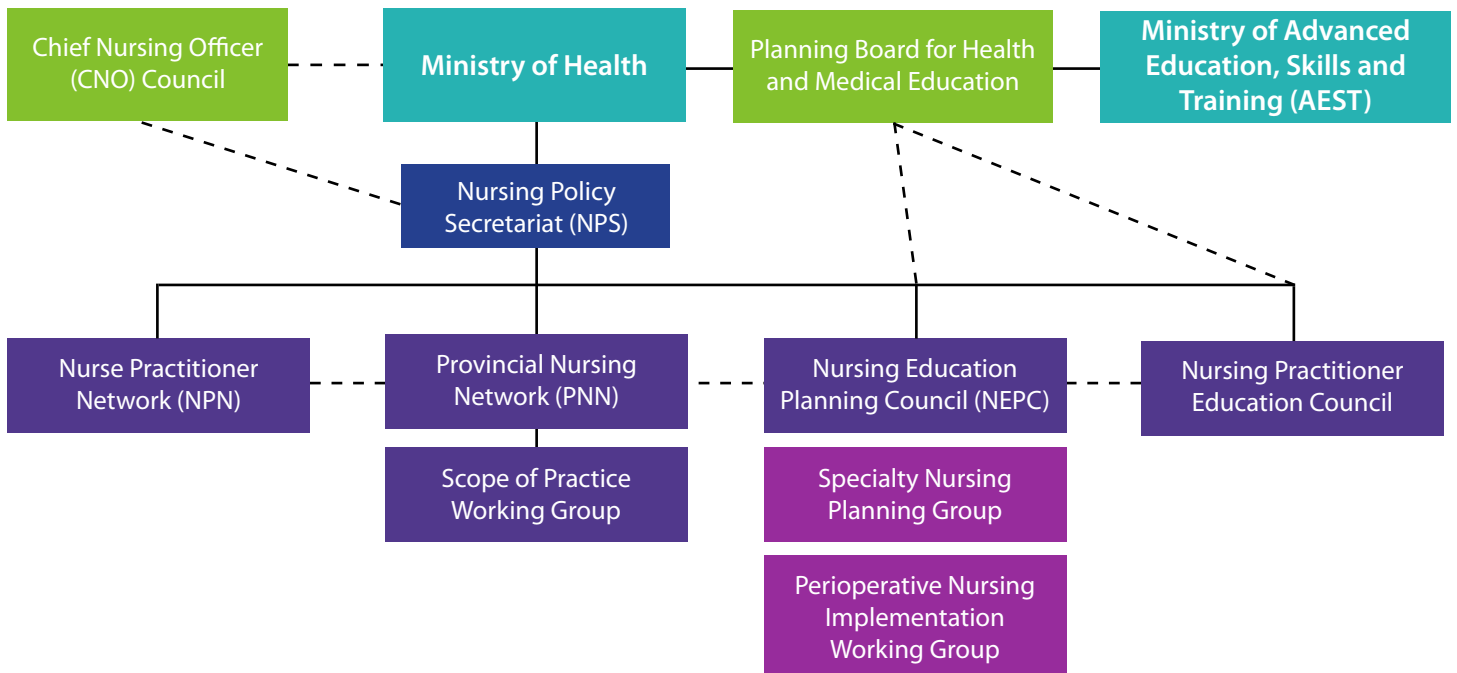 Chief Nursing Officer
(CNO) Council
Ministry of Health
Planning Board for Health
and Medical Education
Ministry of Advanced
Education, Skills and
Training (AEST)
Nursing Policy
Secretariat (NPS)
Nurse Practitioner
Network (NPN)
Provincial Nursing
Network (PNN)
Nursing Education
Planning Council (NEPC)
Nursing Practitioner
Education Council
Scope of Practice
Working Group
Specialty Nursing
Planning Group
Perioperative Nursing
Implementation
Working Group